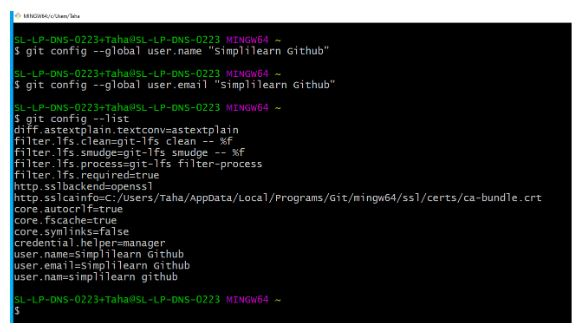 MINGW64:/c/Users/Taha
SL-LP-DNS-0223+Taha@SL-LP-DNS-0223 MINGW64 ~
$ git config --global user.name "Simplilearn Github"
SL-LP-DNS-0223+Taha@SL-LP-DNS-0223 MINGW64 ~
$ git config --global user.email "Simplilearn Github"
SL-LP-DNS-0223+Taha@SL-LP-DNS-0223 MINGW64 ~
$ git config --list
diff.astextplain.textconv=astextplain
filter.lfs.clean=git-lfs clean -- %f
filter.lfs.smudge=git-lfs smudge -- %f
filter.lfs.process=git-lfs filter-process
filter.lfs.required=true
http.sslbackend=openssl
http.sslcainfo=C:/Users/Taha/AppData/Local/Programs/Git/mingw64/ssl/certs/ca-bundle.crt
core.autocrlf=true
core.fscache=true
core.symlinks=false
credential.helper=manager
user.name=Simplilearn Github
user.email=Simplilearn Github
user.nam=simplilearn github
SL-LP-DNS-0223+Taha@SL-LP-DNS-0223 MINGW64 ~
$